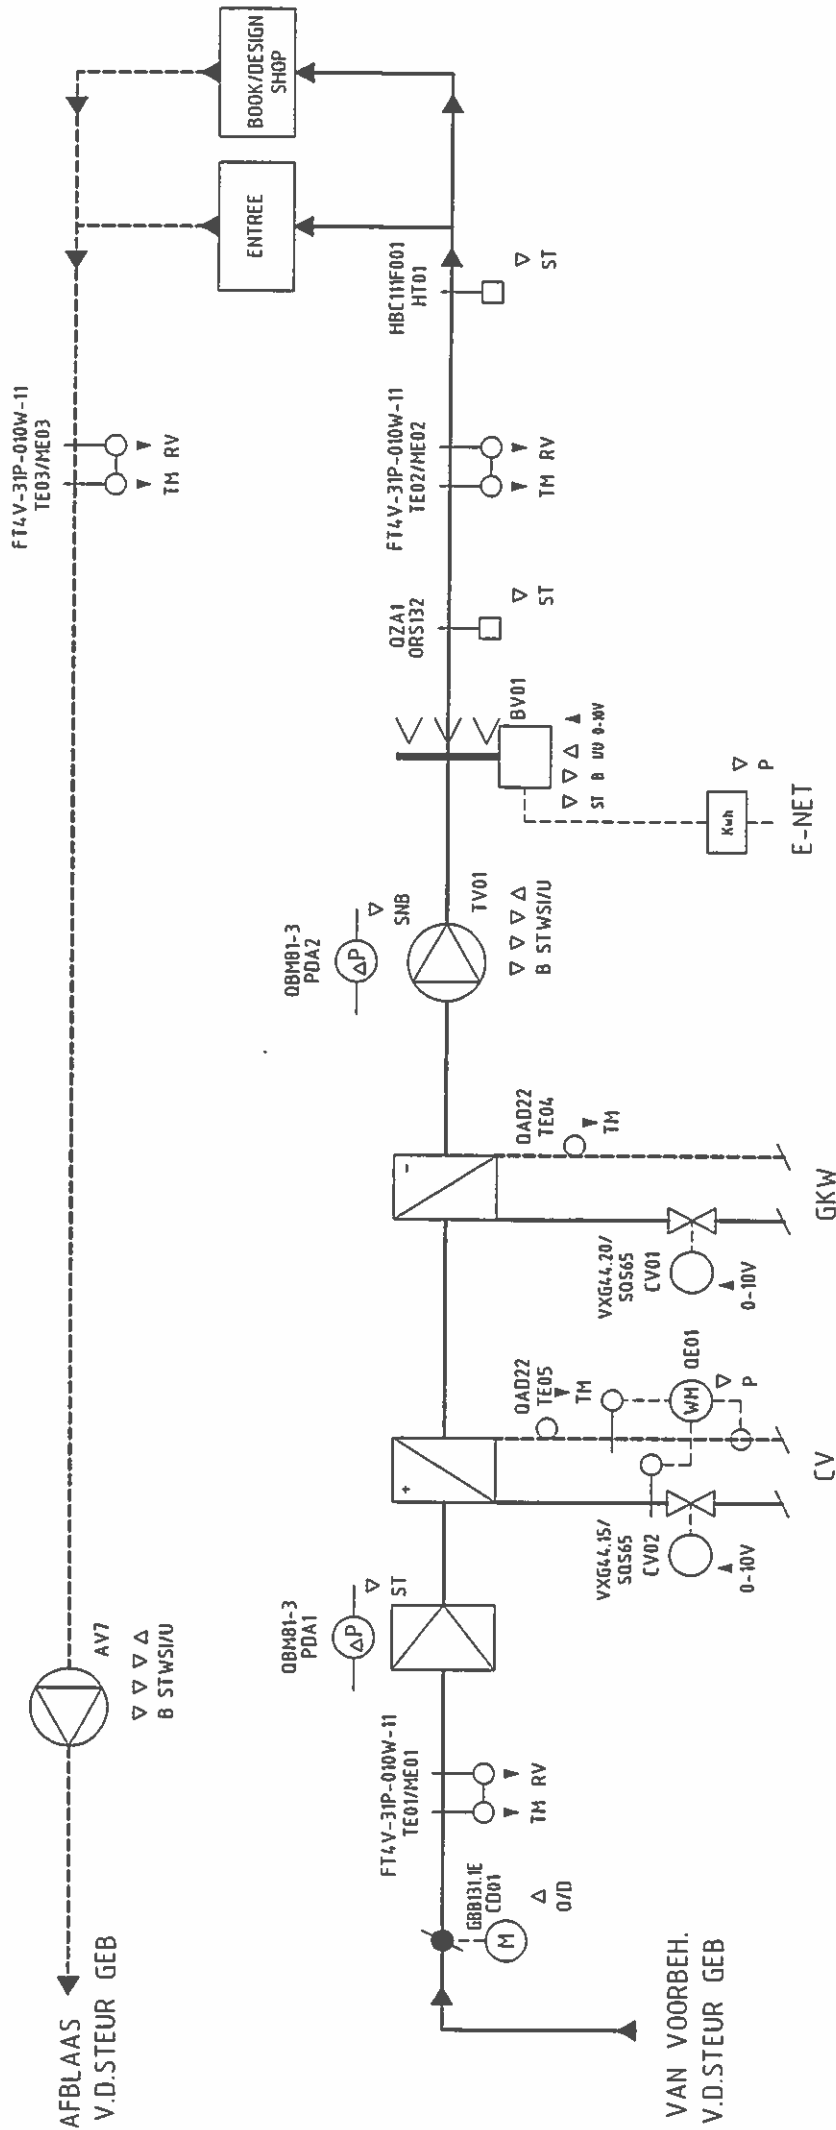 AFBLAAS
V.D.STEUR GEB
AV7
B STWSI/U
FT4V-31P-010W-11
TE03/ME03
TM RV
ENTREE
BOOK/DESIGN
SHOP
VAN VOORBEH.
V.D.STEUR GEB
GBB131.1E
CD01
M
O/D
FT4V-31P-010W-11
TE01/ME01
TM RV
QBM81-3
PDA1
ΔP
ST
+
VXG44.15/
SQS65
CV02
0-10V
QAD22
TE05
TM
WM
QE01
P
CV
-
VXG44.20/
SQS65
CV01
0-10V
QAD22
TE04
TM
GKW
QBM81-3
PDA2
ΔP
SNB
TV01
B STWSI/U
BV01
ST B I/U 0-10V
Kwh
P
E-NET
QZA1
QRS132
ST
FT4V-31P-010W-11
TE02/ME02
TM RV
HBC111F001
HT01
ST